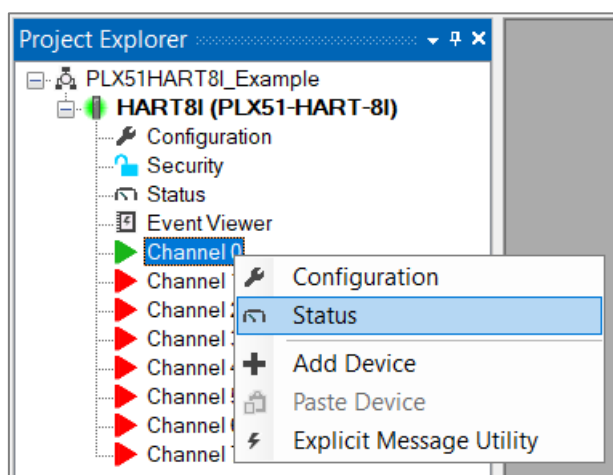 Project Explorer
PLX51HART8I_Example
HART8I (PLX51-HART-8I)
Configuration
Security
Status
Event Viewer
Channel 0
Channel
Channel
Channel
Channel
Channel
Channel
Channel
Configuration
Status
Add Device
Paste Device
Explicit Message Utility